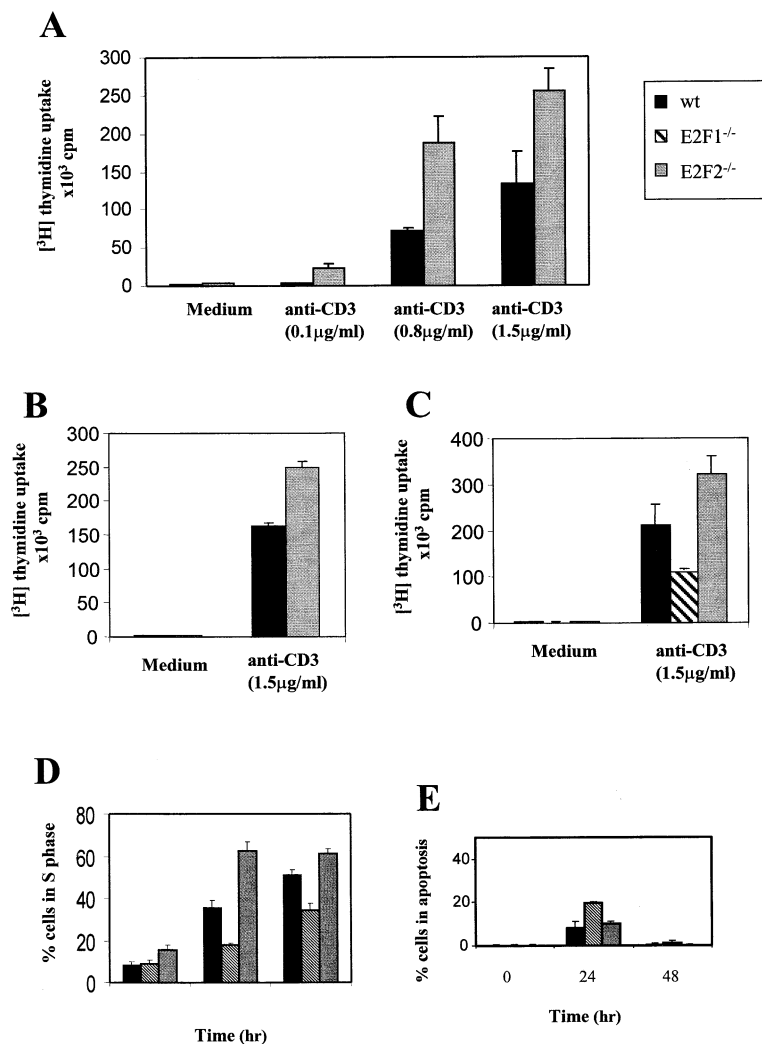 A
[³H] thymidine uptake
x10³ cpm
300
250
200
150
100
50
0
Medium
anti-CD3
(0.1μg/ml)
anti-CD3
(0.8μg/ml)
anti-CD3
(1.5μg/ml)
wt
E2F1⁻/⁻
E2F2⁻/⁻
B
[³H] thymidine uptake
x10³ cpm
300
250
200
150
100
50
0
Medium
anti-CD3
(1.5μg/ml)
C
[³H] thymidine uptake
x10³ cpm
400
300
200
100
0
Medium
anti-CD3
(1.5μg/ml)
D
% cells in S phase
80
60
40
20
0
Time (hr)
E
% cells in apoptosis
40
20
0
0 24 48
Time (hr)